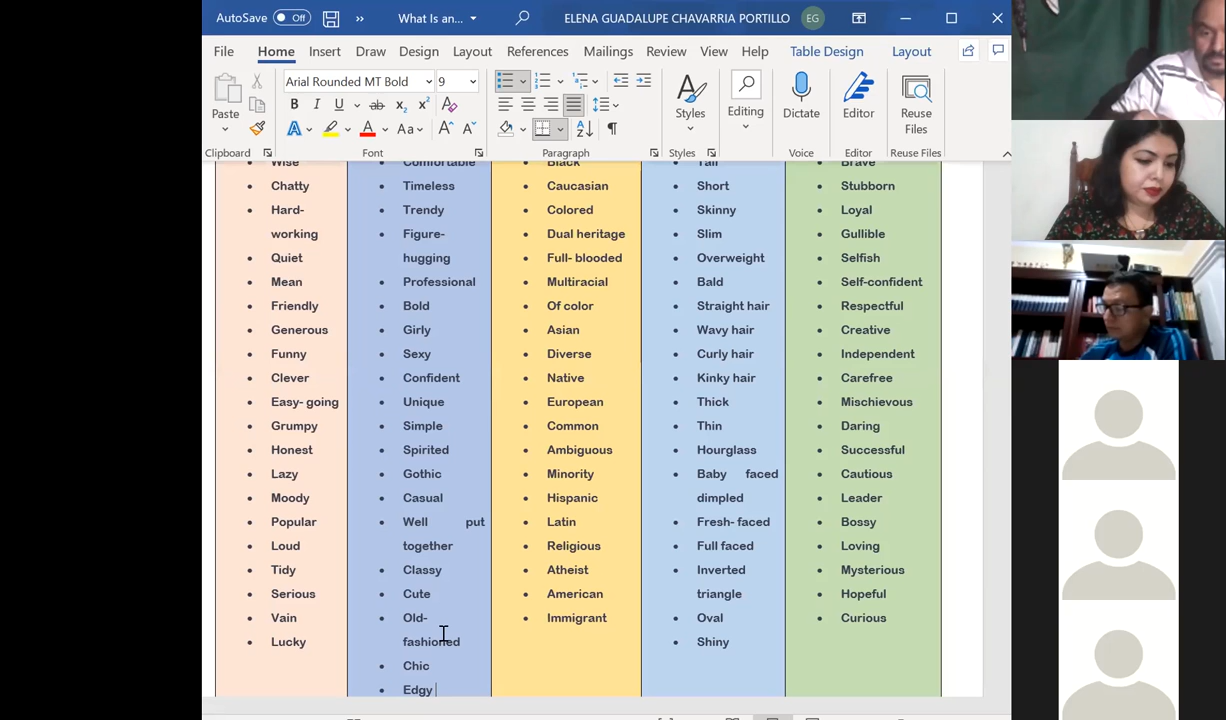 AutoSave Off What Is an... ELENA GUADALUPE CHAVARRIA PORTILLO EG
File Home Insert Draw Design Layout References Mailings Review View Help Table Design Layout
Arial Rounded MT Bold 9
Paste
Styles
Editing
Dictate
Editor
Reuse Files
Clipboard Font Paragraph Styles Voice Editor Reuse Files
Wise
Chatty
Hard-
working
Quiet
Mean
Friendly
Generous
Funny
Clever
Easy- going
Grumpy
Honest
Lazy
Moody
Popular
Loud
Tidy
Serious
Vain
Lucky
Comfortable
Timeless
Trendy
Figure-
hugging
Professional
Bold
Girly
Sexy
Confident
Unique
Simple
Spirited
Gothic
Casual
Well put
together
Classy
Cute
Old-
fashioned
Chic
Edgy
Black
Caucasian
Colored
Dual heritage
Full- blooded
Multiracial
Of color
Asian
Diverse
Native
European
Common
Ambiguous
Minority
Hispanic
Latin
Religious
Atheist
American
Immigrant
Tall
Short
Skinny
Slim
Overweight
Bald
Straight hair
Wavy hair
Curly hair
Kinky hair
Thick
Thin
Hourglass
Baby faced
dimpled
Fresh- faced
Full faced
Inverted
triangle
Oval
Shiny
Brave
Stubborn
Loyal
Gullible
Selfish
Self-confident
Respectful
Creative
Independent
Carefree
Mischievous
Daring
Successful
Cautious
Leader
Bossy
Loving
Mysterious
Hopeful
Curious